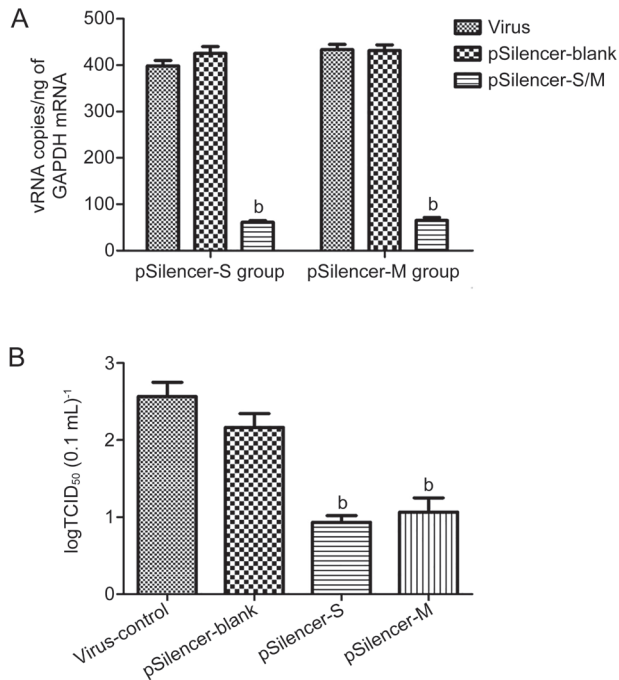 A
vRNA copies/ng of
GAPDH mRNA
500
400
300
200
100
0
b
b
pSilencer-S group
pSilencer-M group
Virus
pSilencer-blank
pSilencer-S/M
B
logTCID₅₀ (0.1 mL)⁻¹
3
2
1
0
b
b
Virus-control
pSilencer-blank
pSilencer-S
pSilencer-M